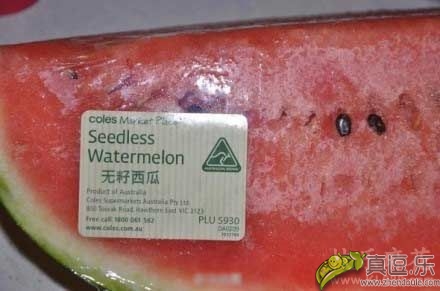 coles Market Place
Seedless
Watermelon
无籽西瓜
Product of Australia
Coles Supermarkets Australia Pty Ltd
800 Toorak Road, Hawthorn East VIC 3123
Free call 1800 061 562
www.coles.com.au
PLU 5930
真逗乐
www.zhendoule.com